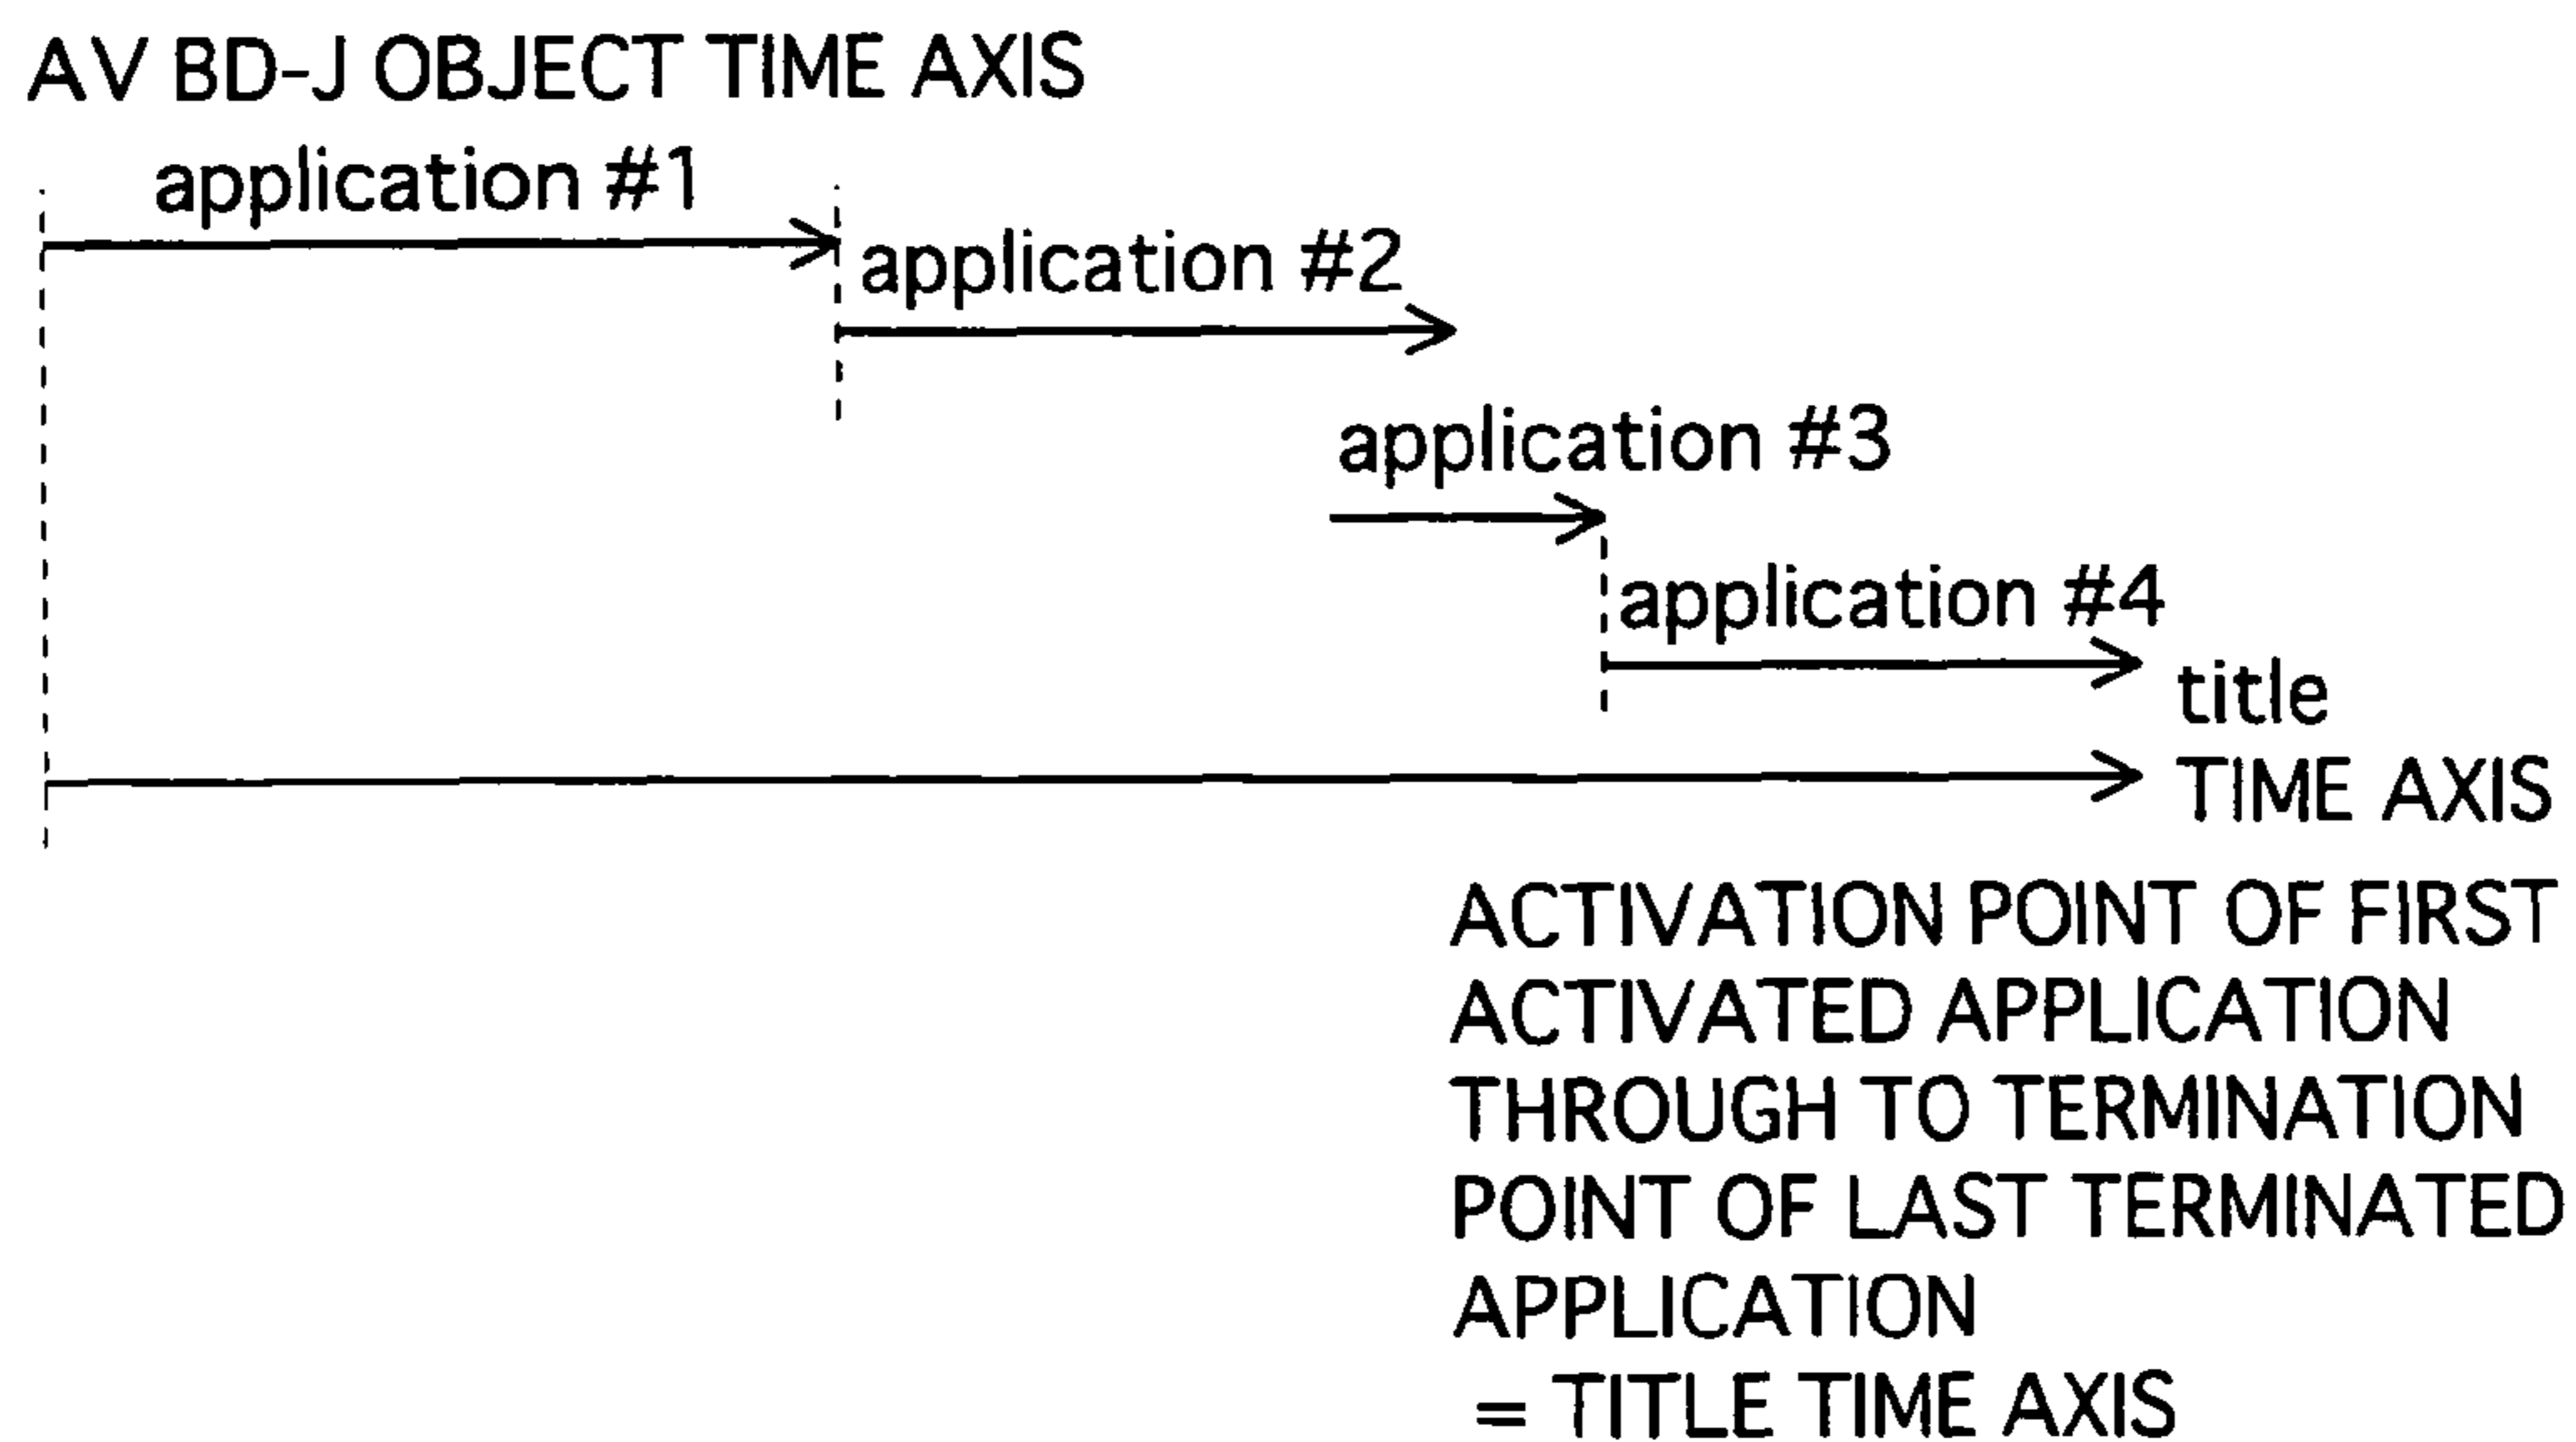 AV BD-J OBJECT TIME AXIS
application #1
application #2
application #3
application #4
title
TIME AXIS
ACTIVATION POINT OF FIRST
ACTIVATED APPLICATION
THROUGH TO TERMINATION
POINT OF LAST TERMINATED
APPLICATION
= TITLE TIME AXIS